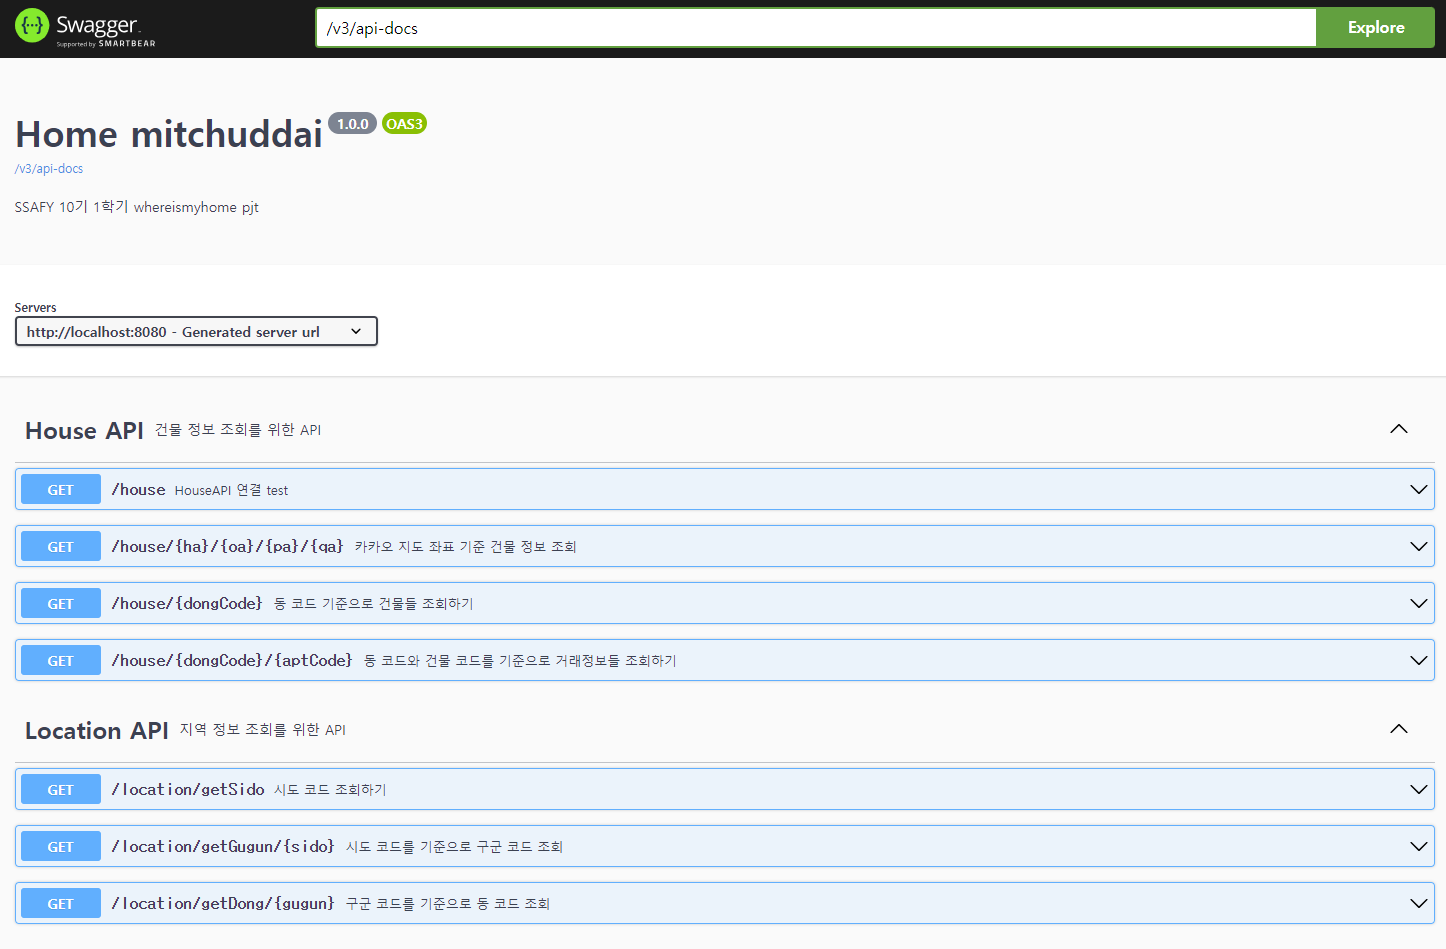 Swagger.
Supported by SMARTBEAR
/v3/api-docs
Explore
Home mitchuddai 1.0.0 OAS3
/v3/api-docs
SSAFY 10기 1학기 whereismyhome pjt
Servers
http://localhost:8080 - Generated server url
House API 건물 정보 조회를 위한 API
GET /house HouseAPI 연결 test
GET /house/{ha}/{oa}/{pa}/{qa} 카카오 지도 좌표 기준 건물 정보 조회
GET /house/{dongCode} 동 코드 기준으로 건물들 조회하기
GET /house/{dongCode}/{aptCode} 동 코드와 건물 코드를 기준으로 거래정보들 조회하기
Location API 지역 정보 조회를 위한 API
GET /location/getSido 시도 코드 조회하기
GET /location/getGugun/{sido} 시도 코드를 기준으로 구군 코드 조회
GET /location/getDong/{gugun} 구군 코드를 기준으로 동 코드 조회